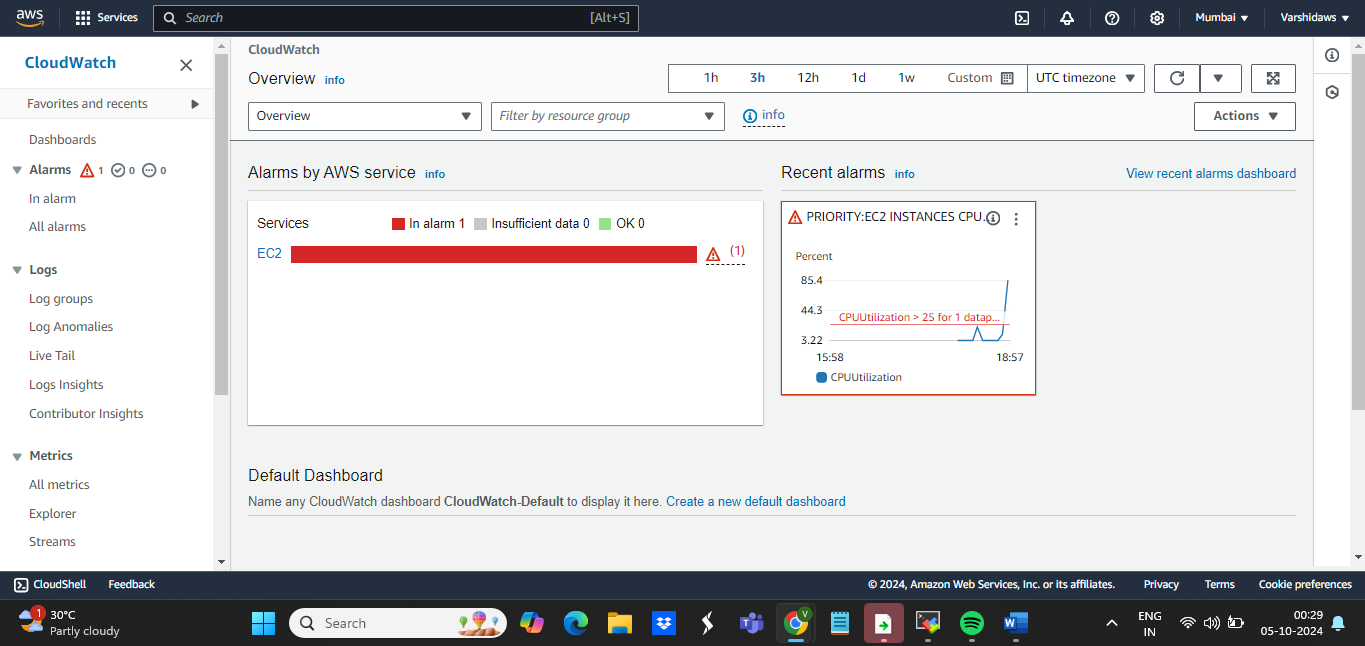 aws Services Search [Alt+S] Mumbai Varshidaws
CloudWatch
Favorites and recents
Dashboards
Alarms 1 0 0
In alarm
All alarms
Logs
Log groups
Log Anomalies
Live Tail
Logs Insights
Contributor Insights
Metrics
All metrics
Explorer
Streams
CloudWatch
Overview info
1h 3h 12h 1d 1w Custom UTC timezone
Overview Filter by resource group info Actions
Alarms by AWS service info
Services In alarm 1 Insufficient data 0 OK 0
EC2 (1)
Recent alarms info View recent alarms dashboard
PRIORITY:EC2 INSTANCES CPU.
Percent
85.4
44.3
CPUUtilization > 25 for 1 datap...
3.22
15:58 18:57
CPUUtilization
Default Dashboard
Name any CloudWatch dashboard CloudWatch-Default to display it here. Create a new default dashboard
CloudShell Feedback © 2024, Amazon Web Services, Inc. or its affiliates. Privacy Terms Cookie preferences
1 30°C
Partly cloudy
Search
V
W
ENG
IN
00:29
05-10-2024